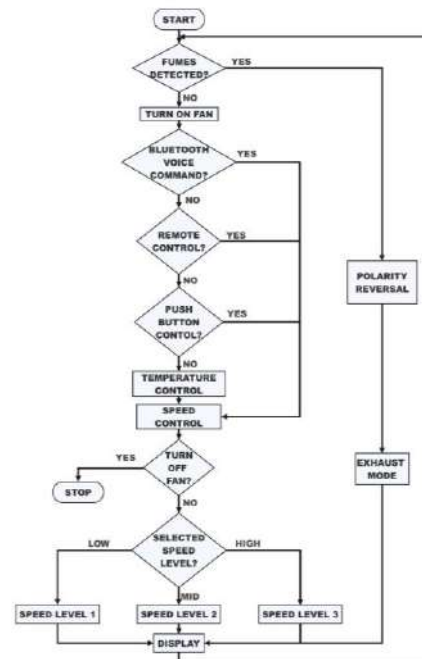 START
FUMES
DETECTED?
YES
NO
TURN ON FAN
BLUETOOTH
VOICE
COMMAND?
YES
NO
REMOTE
CONTROL?
YES
NO
POLARITY
REVERSAL
PUSH
BUTTON
CONTOL?
YES
NO
TEMPERATURE
CONTROL
SPEED
CONTROL
YES
TURN
OFF
FAN?
EXHAUST
MODE
STOP
NO
LOW
SELECTED
SPEED
LEVEL?
HIGH
MID
SPEED LEVEL 1
SPEED LEVEL 2
SPEED LEVEL 3
DISPLAY